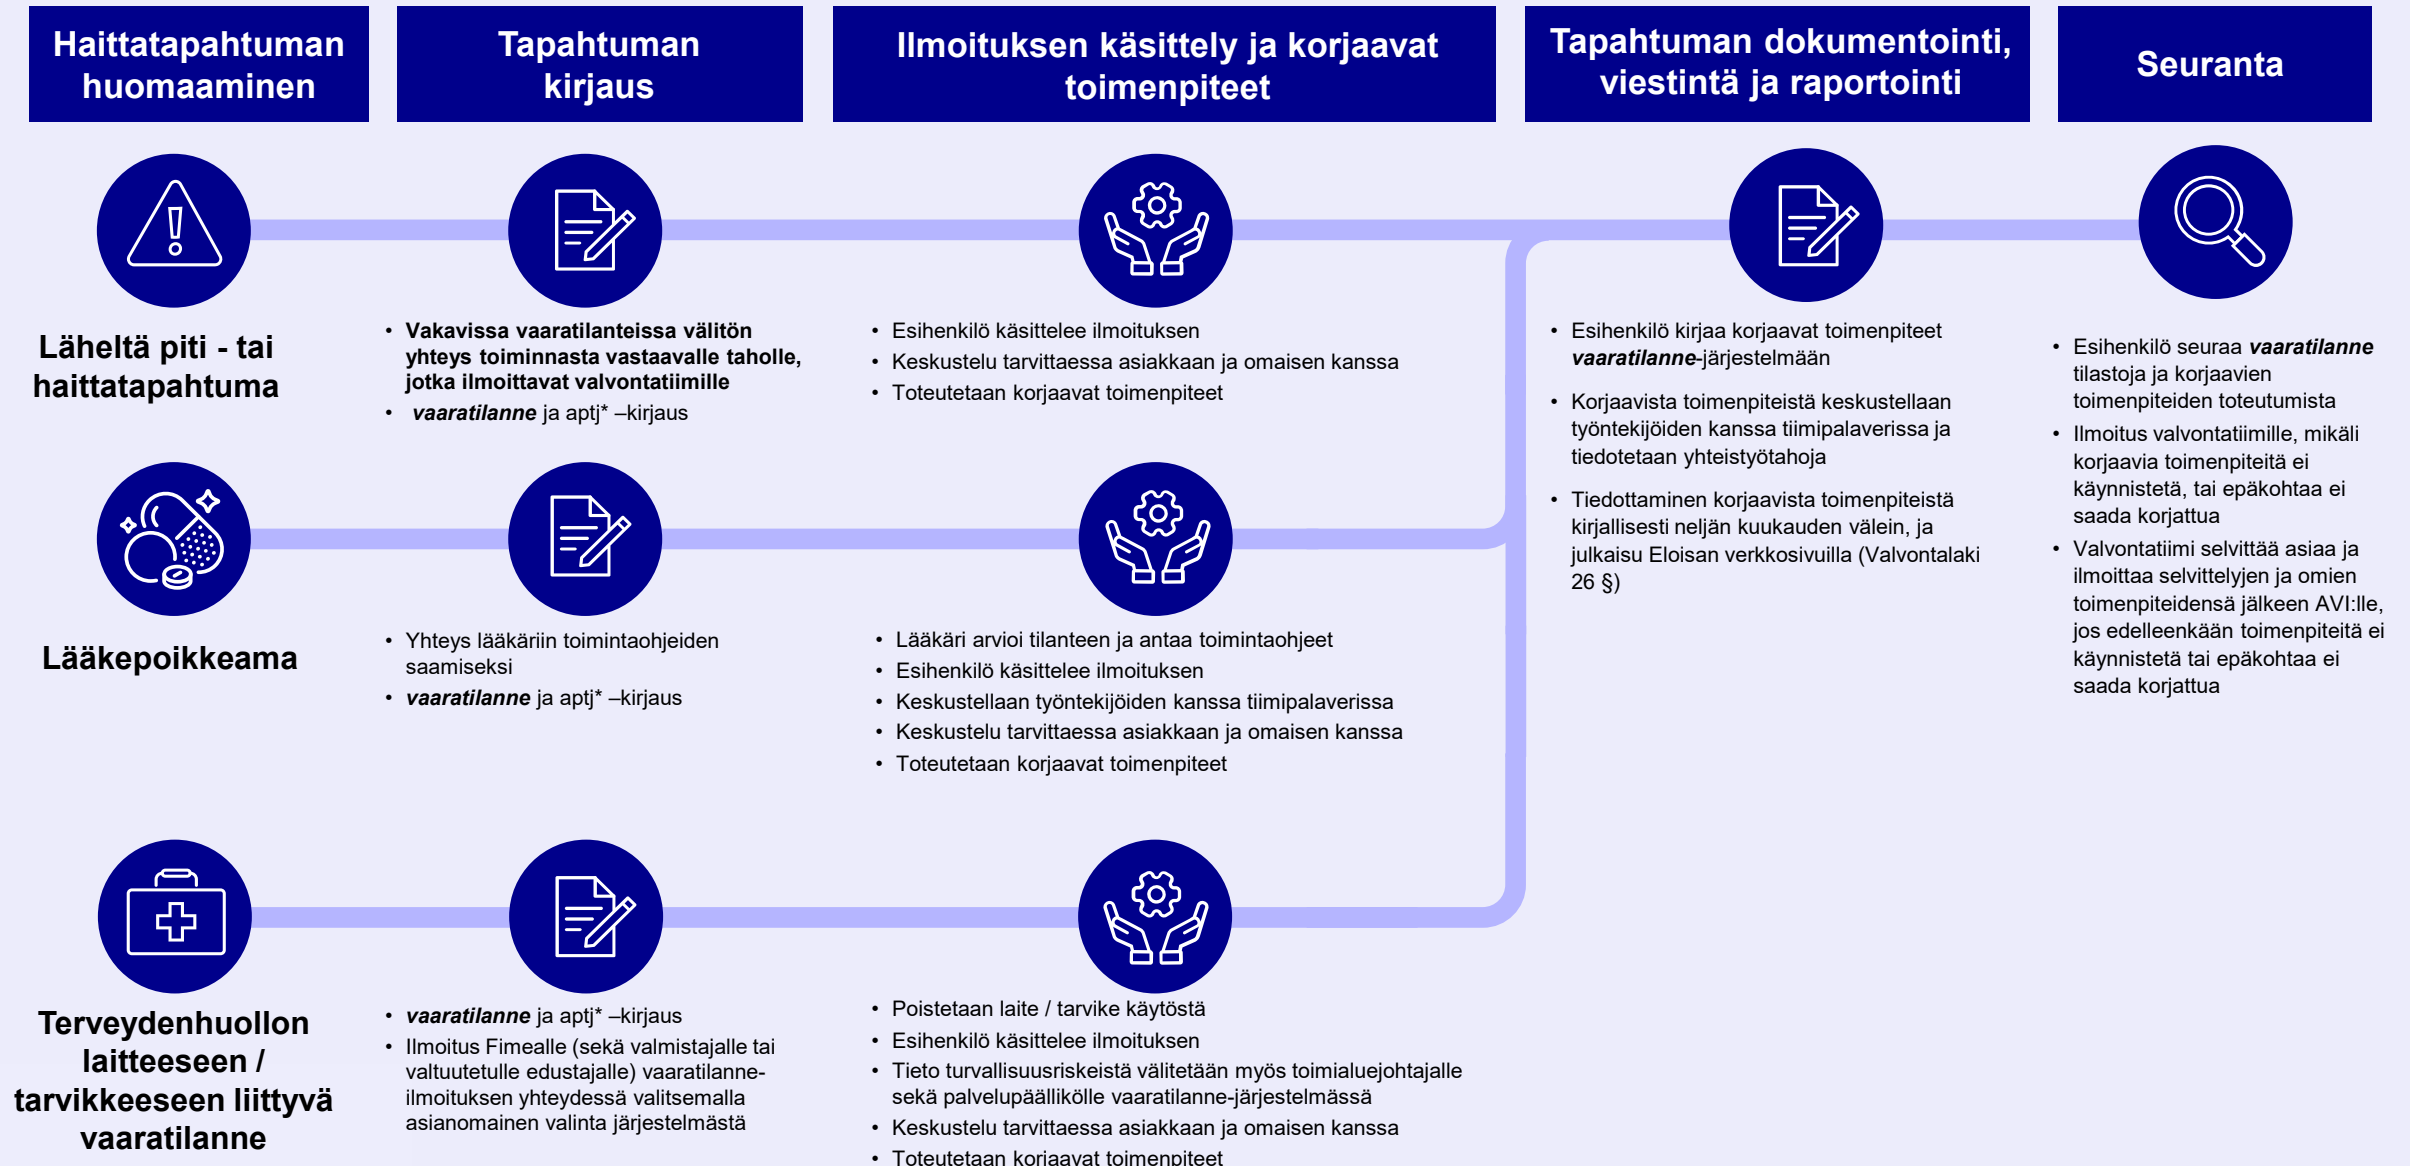 Haittatapahtuman
huomaaminen
Tapahtuman
kirjaus
Ilmoituksen käsittely ja korjaavat
toimenpiteet
Tapahtuman dokumentointi,
viestintä ja raportointi
Seuranta
Läheltä piti - tai
haittatapahtuma
• Vakavissa vaaratilanteissa välitön
yhteys toiminnasta vastaavalle taholle,
jotka ilmoittavat valvontatiimille
• vaaratilanne ja aptj* –kirjaus
• Esihenkilö käsittelee ilmoituksen
• Keskustelu tarvittaessa asiakkaan ja omaisen kanssa
• Toteutetaan korjaavat toimenpiteet
• Esihenkilö kirjaa korjaavat toimenpiteet
vaaratilanne-järjestelmään
• Korjaavista toimenpiteistä keskustellaan
työntekijöiden kanssa tiimipalaverissa ja
tiedotetaan yhteistyötahoja
• Tiedottaminen korjaavista toimenpiteistä
kirjallisesti neljän kuukauden välein, ja
julkaisu Eloisan verkkosivuilla (Valvontalaki
26 §)
• Esihenkilö seuraa vaaratilanne
tilastoja ja korjaavien
toimenpiteiden toteutumista
• Ilmoitus valvontatiimille, mikäli
korjaavia toimenpiteitä ei
käynnistetä, tai epäkohtaa ei
saada korjattua
• Valvontatiimi selvittää asiaa ja
ilmoittaa selvittelyjen ja omien
toimenpiteidensä jälkeen AVI:lle,
jos edelleenkään toimenpiteitä ei
käynnistetä tai epäkohtaa ei
saada korjattua
Lääkepoikkeama
• Yhteys lääkäriin toimintaohjeiden
saamiseksi
• vaaratilanne ja aptj* –kirjaus
• Lääkäri arvioi tilanteen ja antaa toimintaohjeet
• Esihenkilö käsittelee ilmoituksen
• Keskustellaan työntekijöiden kanssa tiimipalaverissa
• Keskustelu tarvittaessa asiakkaan ja omaisen kanssa
• Toteutetaan korjaavat toimenpiteet
Terveydenhuollon
laitteeseen /
tarvikkeeseen liittyvä
vaaratilanne
• vaaratilanne ja aptj* –kirjaus
• Ilmoitus Fimealle (sekä valmistajalle tai
valtuutetulle edustajalle) vaaratilanne-
ilmoituksen yhteydessä valitsemalla
asianomainen valinta järjestelmästä
• Poistetaan laite / tarvike käytöstä
• Esihenkilö käsittelee ilmoituksen
• Tieto turvallisuusriskeistä välitetään myös toimialuejohtajalle
sekä palvelupäällikölle vaaratilanne-järjestelmässä
• Keskustelu tarvittaessa asiakkaan ja omaisen kanssa
• Toteutetaan korjaavat toimenpiteet